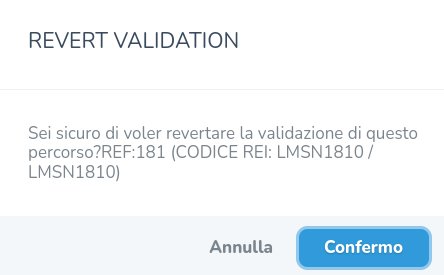 REVERT VALIDATION
Sei sicuro di voler revertare la validazione di questo
percorso?REF:181 (CODICE REI: LMSN1810 /
LMSN1810)
Annulla
Confermo